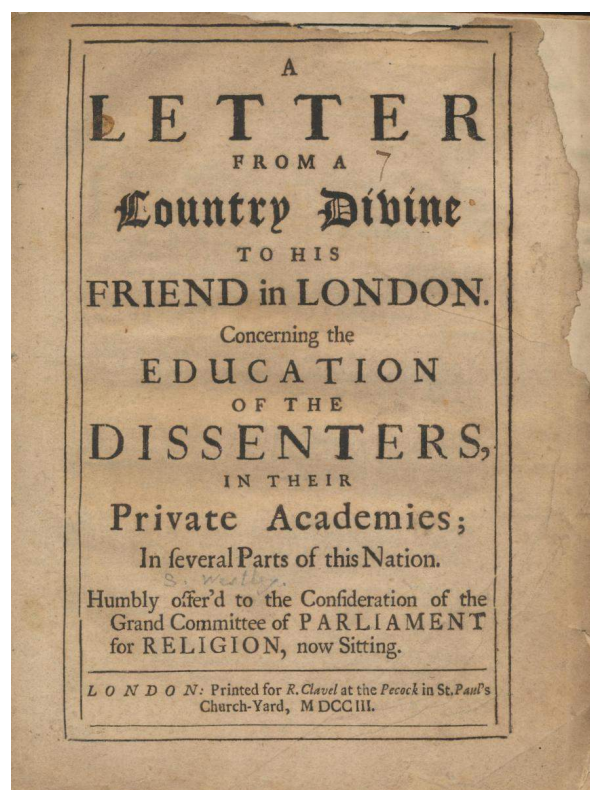 A
LETTER
FROM A
7
Country Divine
TO HIS
FRIEND in LONDON.
Concerning the
EDUCATION
OF THE
DISSENTERS,
IN THEIR
Private Academies;
In ſeveral Parts of this Nation.
S. Westley.
Humbly offer'd to the Conſideration of the
Grand Committee of PARLIAMENT
for RELIGION, now Sitting.
LONDON: Printed for R. Clavel at the Pecock in St. Paul's
Church-Yard, MDCCIII.